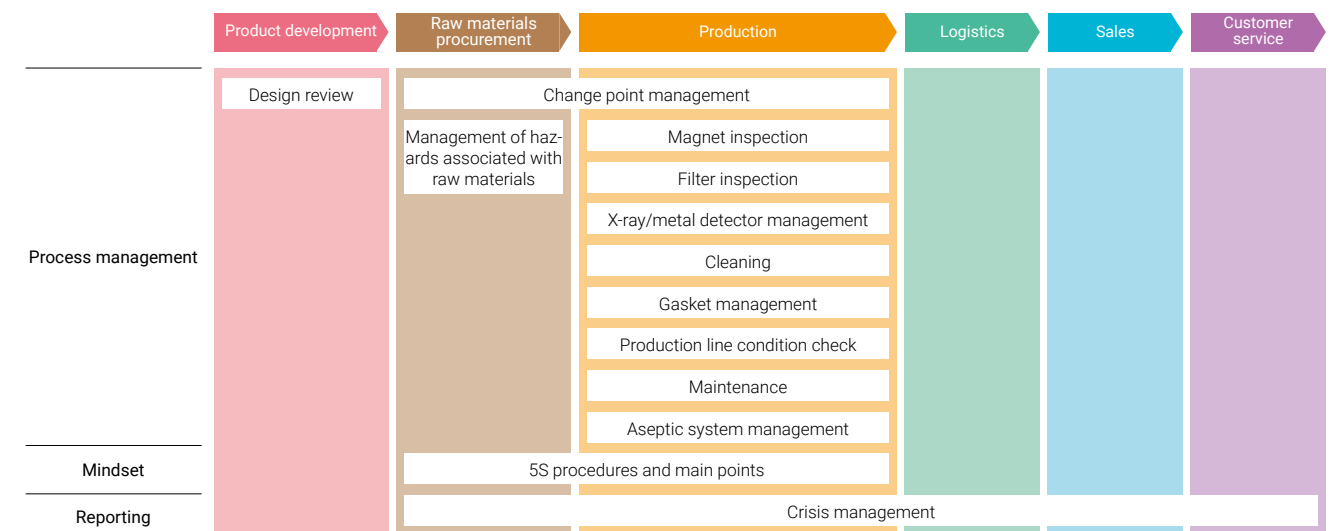 Product development
Raw materials
procurement
Production
Logistics
Sales
Customer
service
Process management
Design review
Change point management
Management of haz-
ards associated with
raw materials
Magnet inspection
Filter inspection
X-ray/metal detector management
Cleaning
Gasket management
Production line condition check
Maintenance
Aseptic system management
Mindset
5S procedures and main points
Reporting
Crisis management